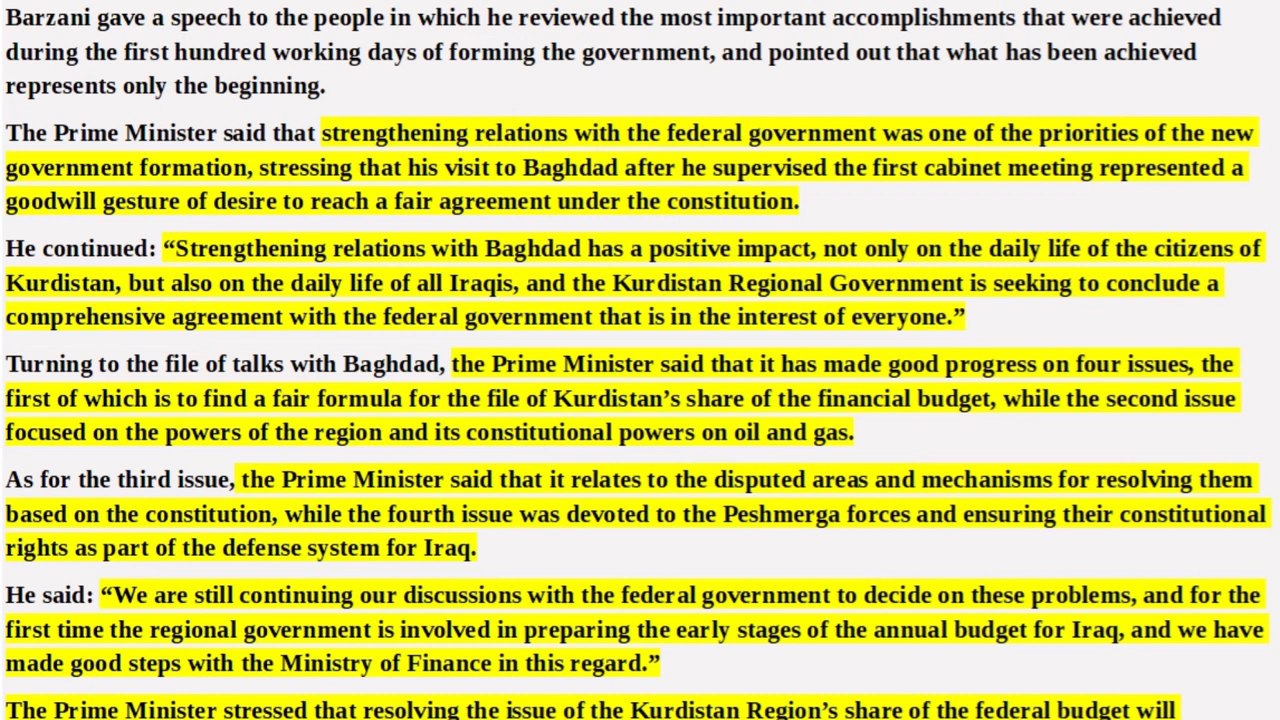 Barzani gave a speech to the people in which he reviewed the most important accomplishments that were achieved
during the first hundred working days of forming the government, and pointed out that what has been achieved
represents only the beginning.
The Prime Minister said that strengthening relations with the federal government was one of the priorities of the new
government formation, stressing that his visit to Baghdad after he supervised the first cabinet meeting represented a
goodwill gesture of desire to reach a fair agreement under the constitution.
He continued: “Strengthening relations with Baghdad has a positive impact, not only on the daily life of the citizens of
Kurdistan, but also on the daily life of all Iraqis, and the Kurdistan Regional Government is seeking to conclude a
comprehensive agreement with the federal government that is in the interest of everyone.”
Turning to the file of talks with Baghdad, the Prime Minister said that it has made good progress on four issues, the
first of which is to find a fair formula for the file of Kurdistan’s share of the financial budget, while the second issue
focused on the powers of the region and its constitutional powers on oil and gas.
As for the third issue, the Prime Minister said that it relates to the disputed areas and mechanisms for resolving them
based on the constitution, while the fourth issue was devoted to the Peshmerga forces and ensuring their constitutional
rights as part of the defense system for Iraq.
He said: “We are still continuing our discussions with the federal government to decide on these problems, and for the
first time the regional government is involved in preparing the early stages of the annual budget for Iraq, and we have
made good steps with the Ministry of Finance in this regard.”
The Prime Minister stressed that resolving the issue of the Kurdistan Region’s share of the federal budget will